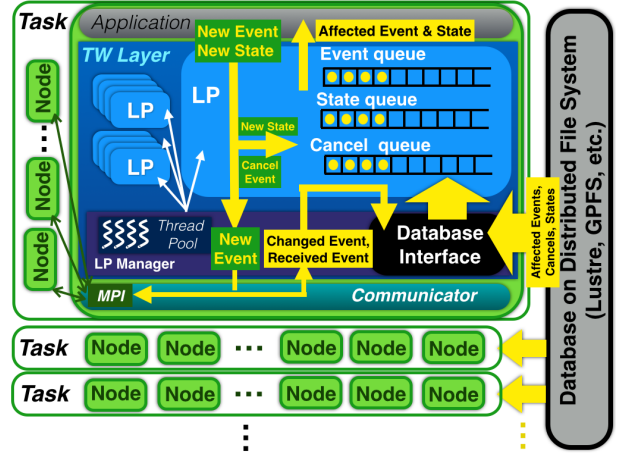 Task
Application
New Event
New State
Affected Event & State
TW Layer
Event queue
LP
LP
State queue
New State
LP
Cancel queue
Cancel
Event
Node
Node
Node
Thread
Pool
LP Manager
New
Event
Changed Event,
Received Event
Database
Interface
Affected Events,
Cancels, States
MPI
Communicator
Database on Distributed File System
(Lustre, GPFS, etc.)
Task Node Node Node Node Node
Task Node Node Node Node Node